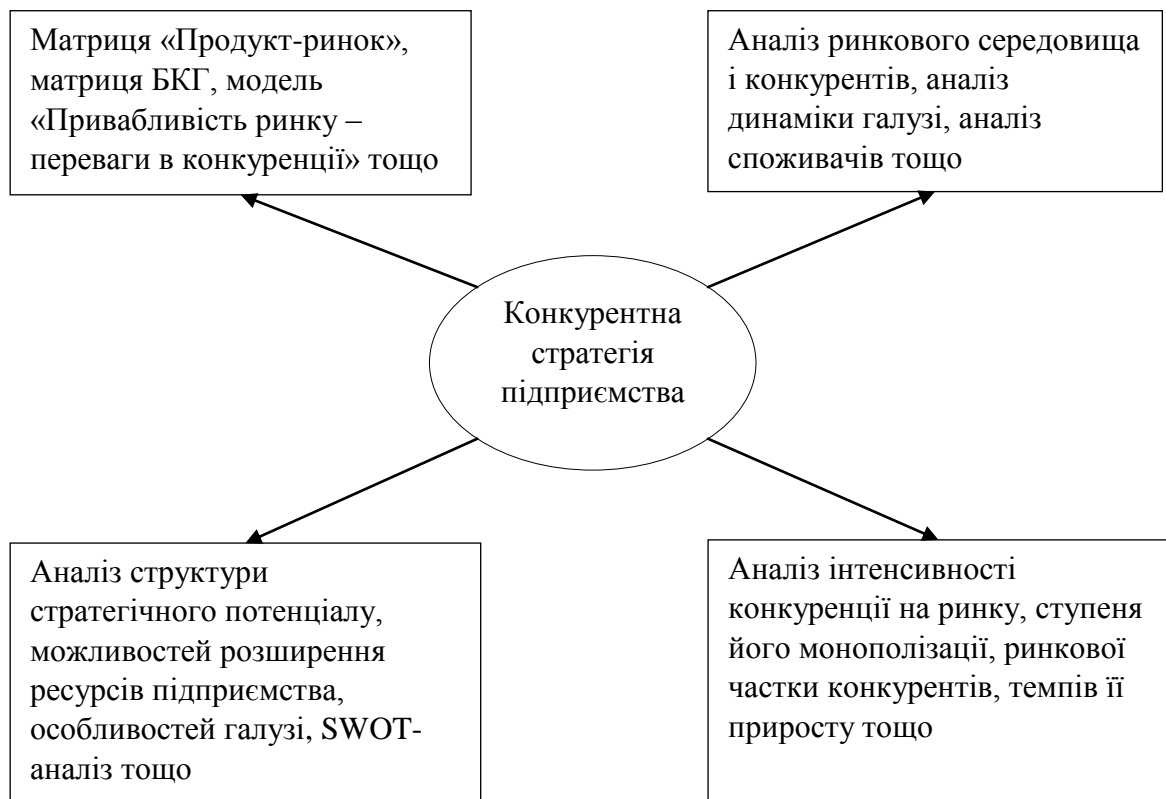 Матриця «Продукт-ринок»,
матриця БКГ, модель
«Привабливість ринку –
переваги в конкуренції» тощо
Аналіз ринкового середовища
і конкурентів, аналіз
динаміки галузі, аналіз
споживачів тощо
Конкурентна
стратегія
підприємства
Аналіз структури
стратегічного потенціалу,
можливостей розширення
ресурсів підприємства,
особливостей галузі, SWOT-
аналіз тощо
Аналіз інтенсивності
конкуренції на ринку, ступеня
його монополізації, ринкової
частки конкурентів, темпів її
приросту тощо